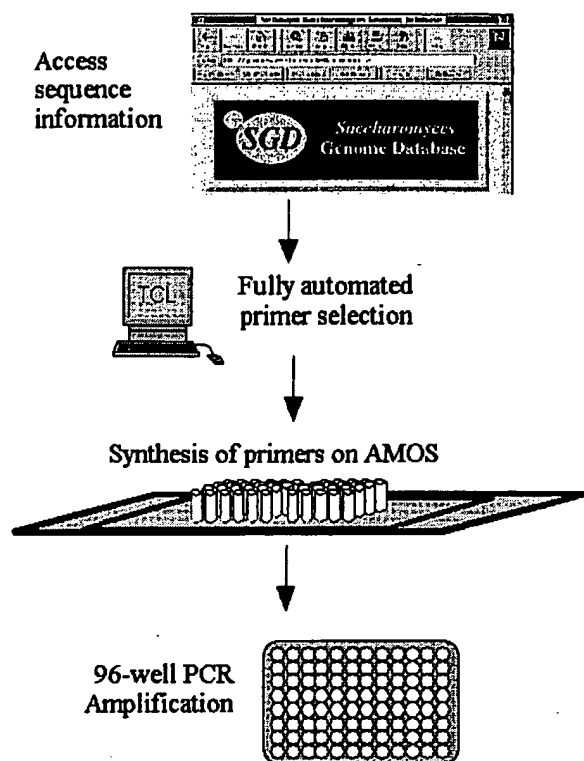 Access
sequence
information
SGD
Saccharomyces
Genome Database
TCL
Fully automated
primer selection
Synthesis of primers on AMOS
96-well PCR
Amplification